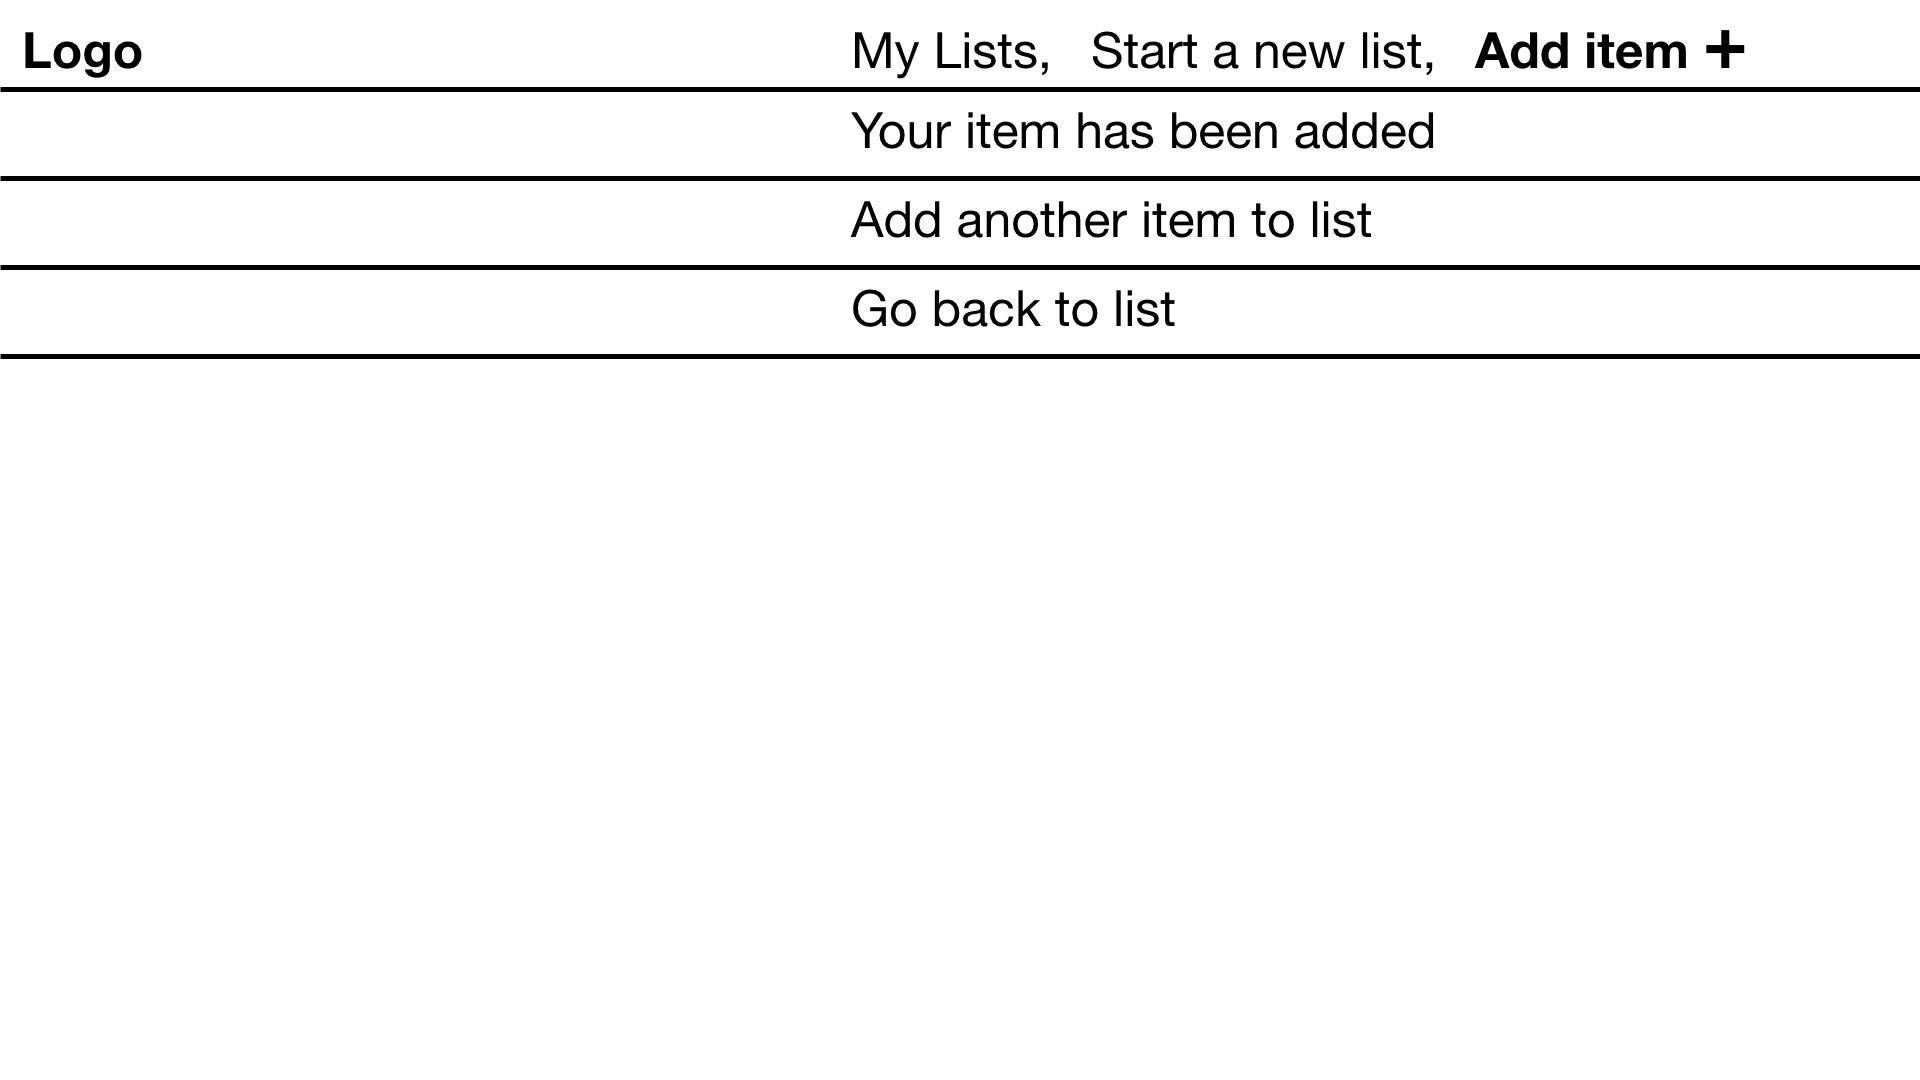 Logo My Lists, Start a new list, Add item +
Your item has been added
Add another item to list
Go back to list